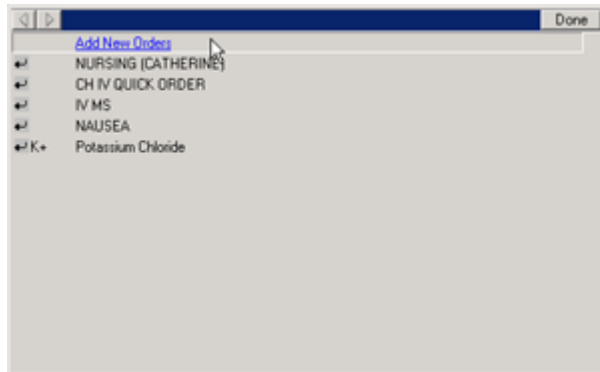 Done
Add New Orders
NURSING (CATHERINE)
CH IV QUICK ORDER
IV MS
NAUSEA
K+ Potassium Chloride